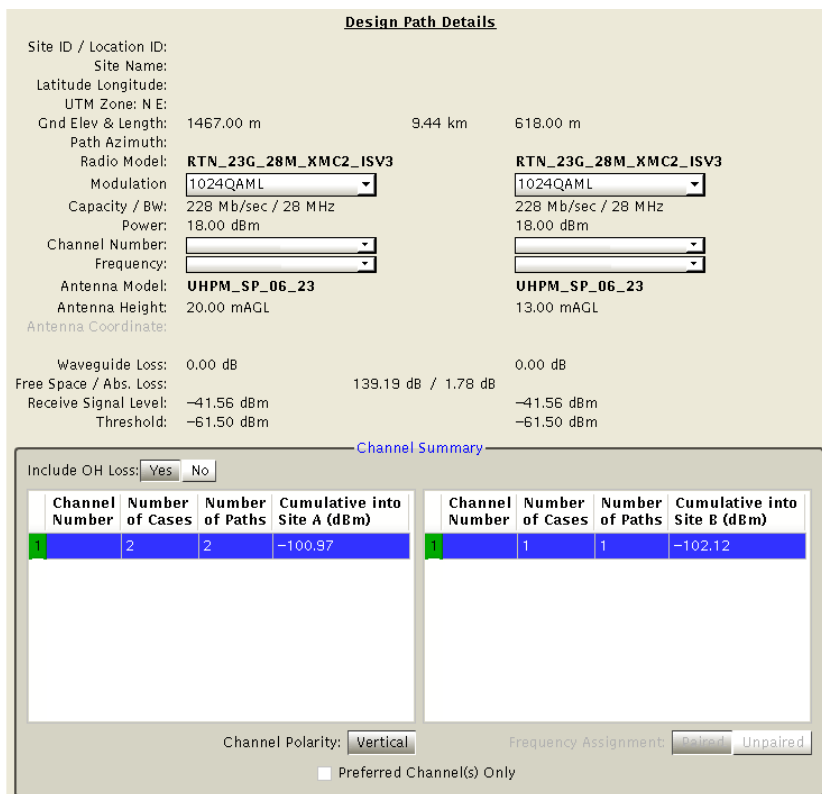 Design Path Details
Site ID / Location ID:
Site Name:
Latitude Longitude:
UTM Zone: N E:
Gnd Elev & Length: 1467.00 m 9.44 km 618.00 m
Path Azimuth:
Radio Model: RTN_23G_28M_XMC2_ISV3 RTN_23G_28M_XMC2_ISV3
Modulation 1024QAML 1024QAML
Capacity / BW: 228 Mb/sec / 28 MHz 228 Mb/sec / 28 MHz
Power: 18.00 dBm 18.00 dBm
Channel Number:
Frequency:
Antenna Model: UHPM_SP_06_23 UHPM_SP_06_23
Antenna Height: 20.00 mAGL 13.00 mAGL
Antenna Coordinate:
Waveguide Loss: 0.00 dB 0.00 dB
Free Space / Abs. Loss: 139.19 dB / 1.78 dB
Receive Signal Level: −41.56 dBm −41.56 dBm
Threshold: −61.50 dBm −61.50 dBm
Channel Summary
Include OH Loss: Yes No
Channel Number Number of Cases Number of Paths Cumulative into Site A (dBm)
1 2 2 −100.97
Channel Number Number of Cases Number of Paths Cumulative into Site B (dBm)
1 1 1 −102.12
Channel Polarity: Vertical Frequency Assignment: Paired Unpaired
Preferred Channel(s) Only